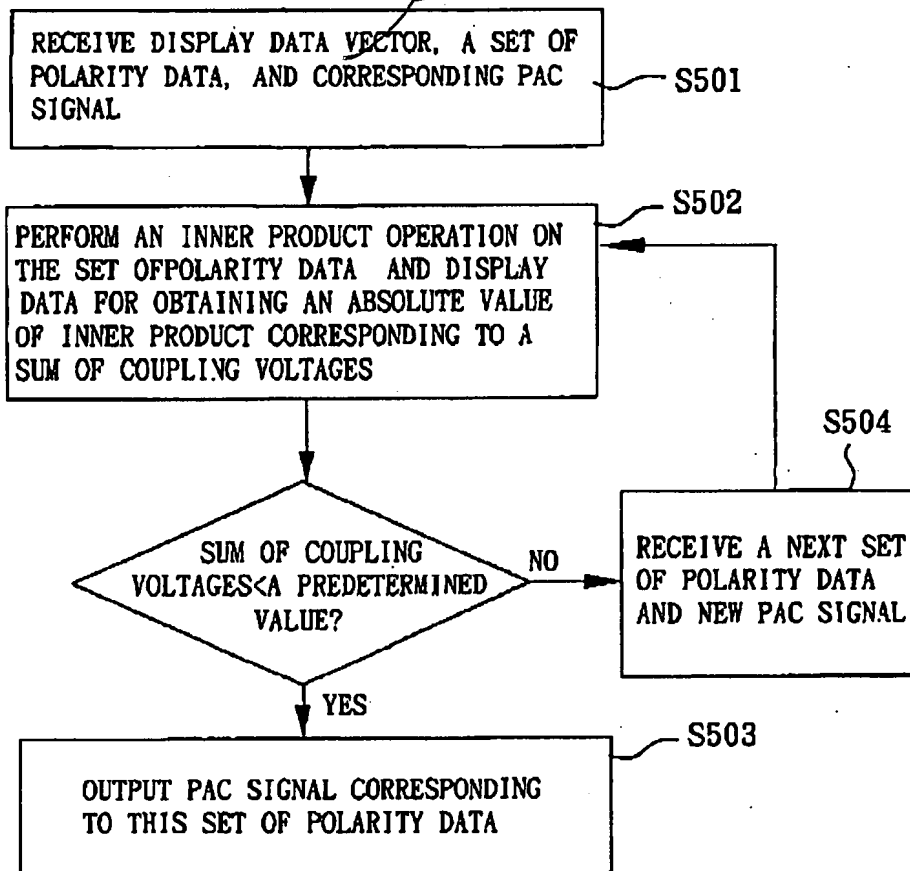 RECEIVE DISPLAY DATA VECTOR, A SET OF
POLARITY DATA, AND CORRESPONDING PAC
SIGNAL
S501
S502
PERFORM AN INNER PRODUCT OPERATION ON
THE SET OFPOLARITY DATA AND DISPLAY
DATA FOR OBTAINING AN ABSOLUTE VALUE
OF INNER PRODUCT CORRESPONDING TO A
SUM OF COUPLING VOLTAGES
S504
SUM OF COUPLING
VOLTAGES<A PREDETERMINED
VALUE?
NO
RECEIVE A NEXT SET
OF POLARITY DATA
AND NEW PAC SIGNAL
YES
S503
OUTPUT PAC SIGNAL CORRESPONDING
TO THIS SET OF POLARITY DATA